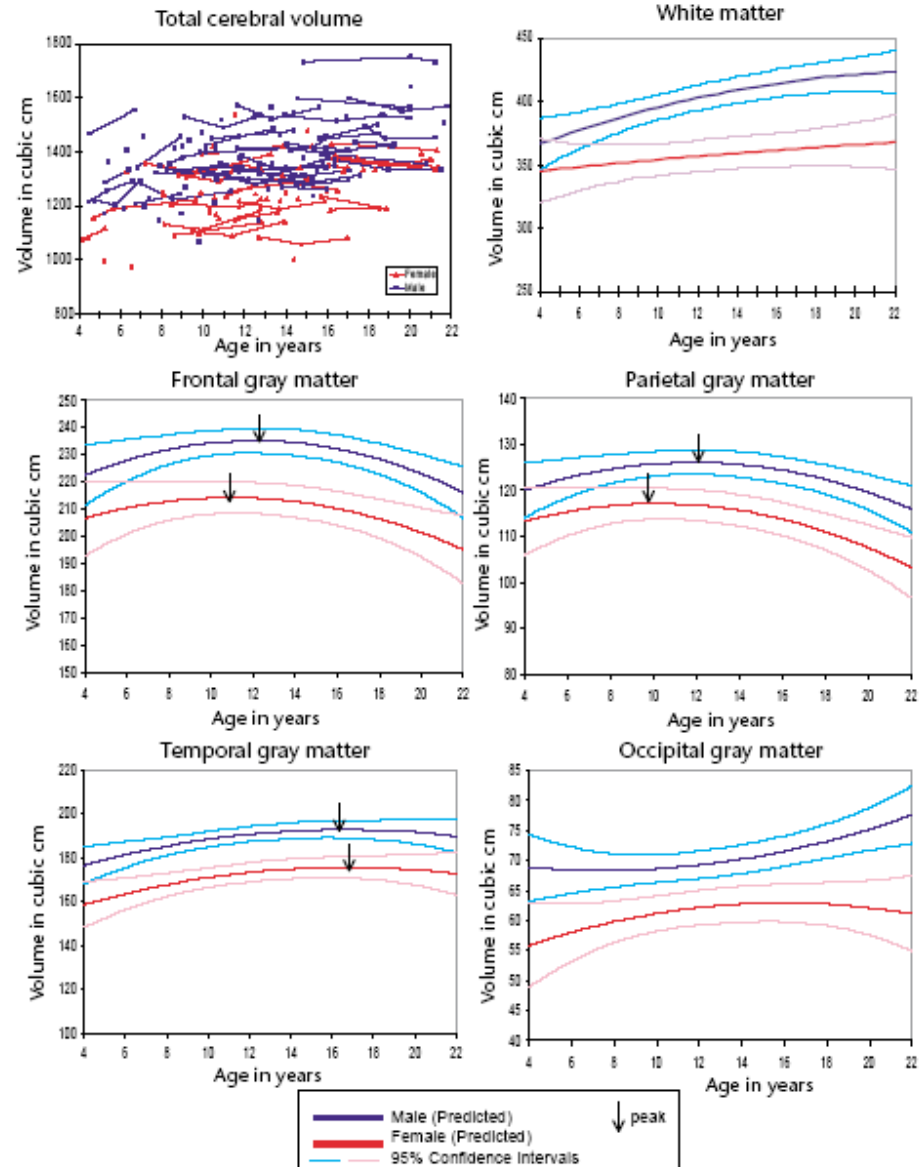 Total cerebral volume
1800
1600
1400
1200
1000
800
Volume in cubic cm
Female
Male
4 6 8 10 12 14 16 18 20 22
Age in years
White matter
450
400
350
300
250
Volume in cubic cm
4 6 8 10 12 14 16 18 20 22
Age in years
Frontal gray matter
250
240
230
220
210
200
190
180
170
160
150
Volume in cubic cm
4 6 8 10 12 14 16 18 20 22
Age in years
Parietal gray matter
140
130
120
110
100
90
80
Volume in cubic cm
4 6 8 10 12 14 16 18 20 22
Age in years
Temporal gray matter
220
200
180
160
140
120
100
Volume in cubic cm
4 6 8 10 12 14 16 18 20 22
Age in years
Occipital gray matter
85
80
75
70
65
60
55
50
45
40
Volume in cubic cm
4 6 8 10 12 14 16 18 20 22
Age in years
Male (Predicted)
peak
Female (Predicted)
95% Confidence Intervals